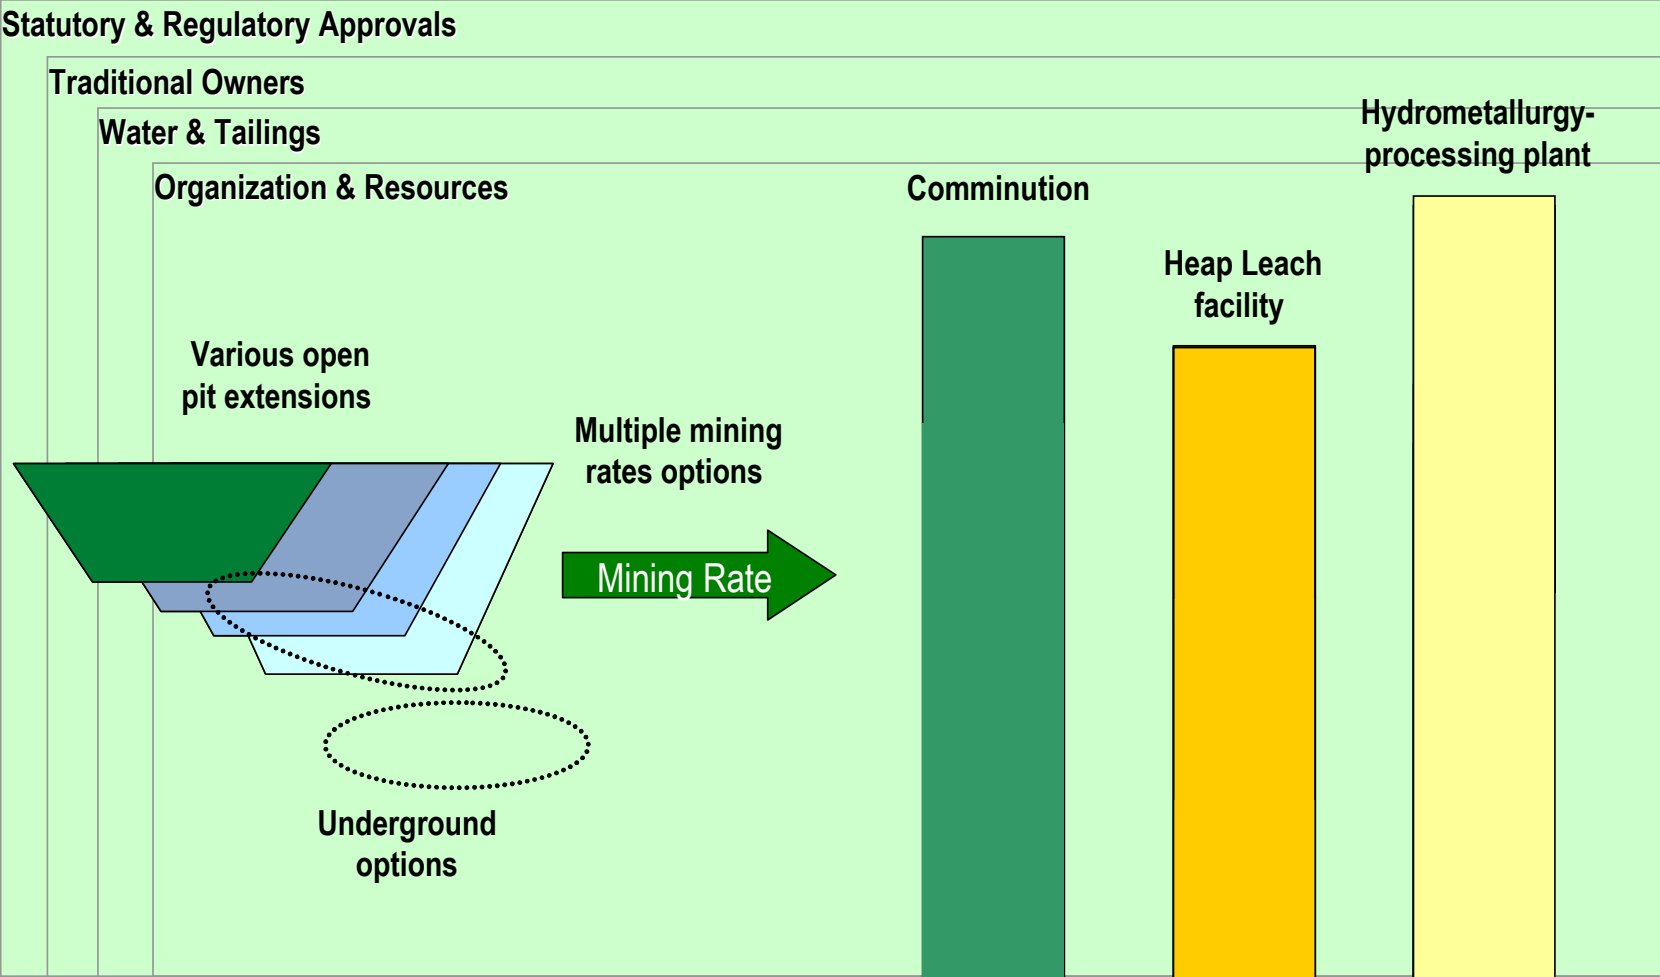 Statutory & Regulatory Approvals
Traditional Owners
Water & Tailings
Organization & Resources
Hydrometallurgy-
processing plant
Comminution
Heap Leach
facility
Various open
pit extensions
Multiple mining
rates options
Mining Rate
Underground
options